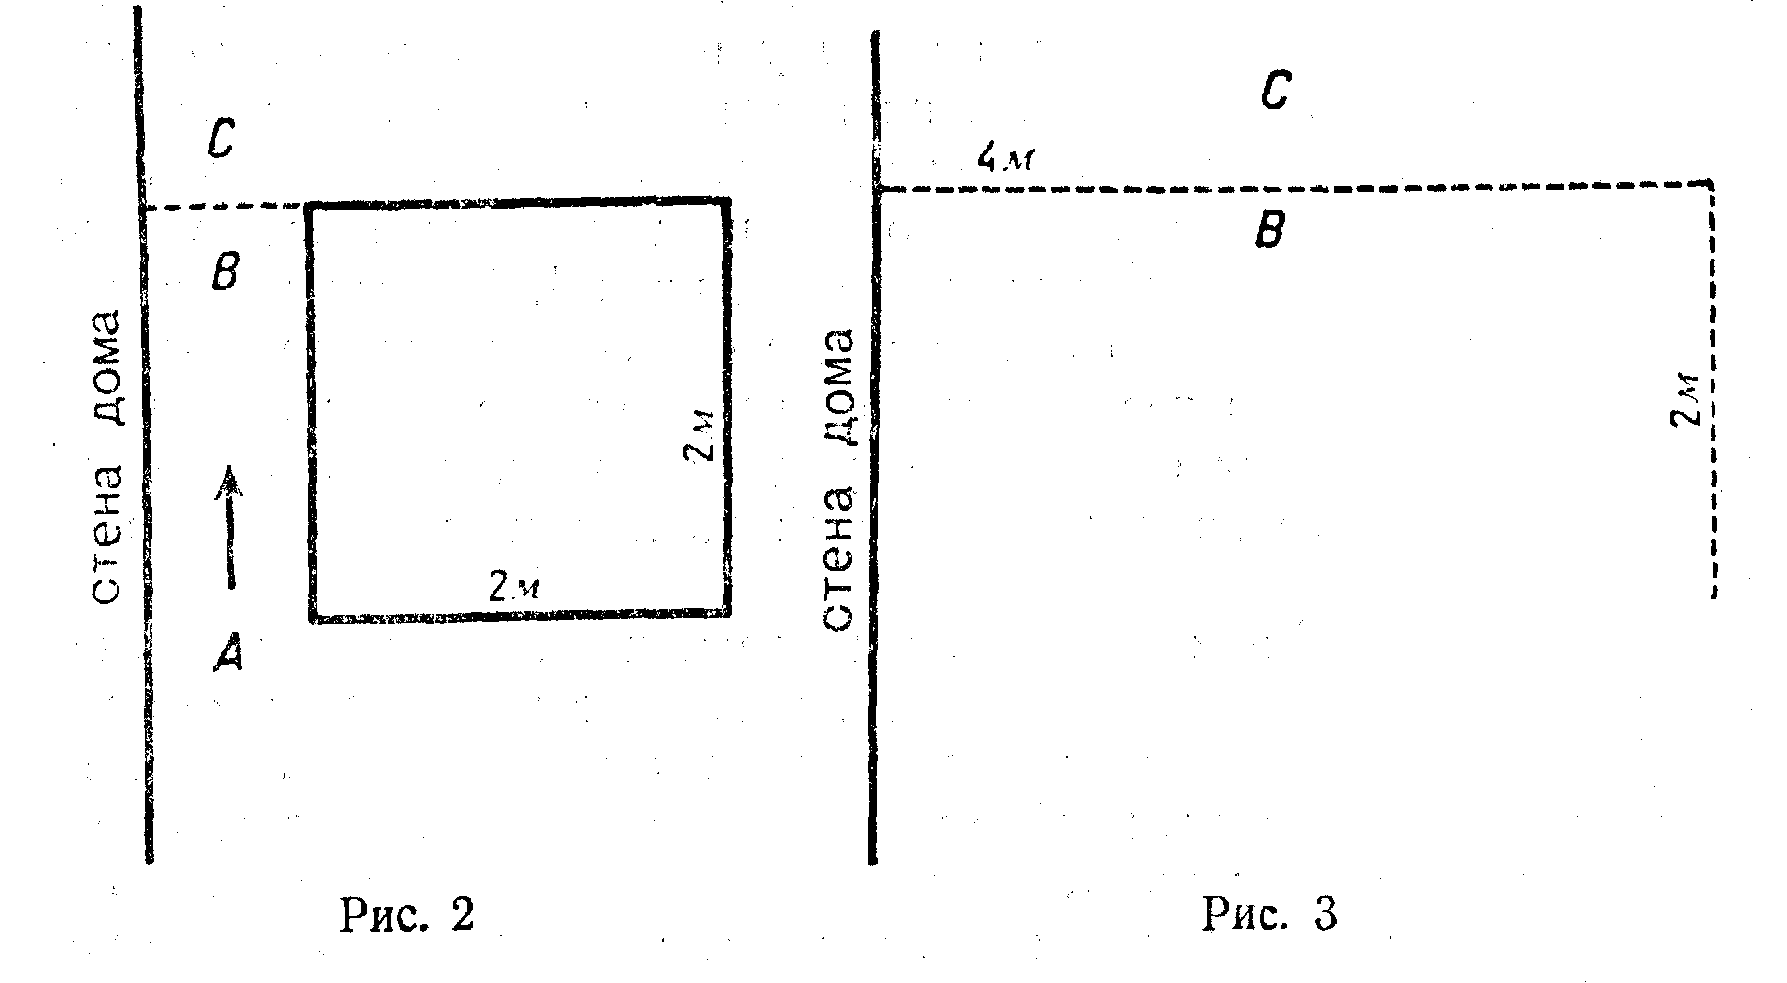 стена дома
C
B
A
2м
2м
Рис. 2
стена дома
C
4м
B
2м
Рис. 3